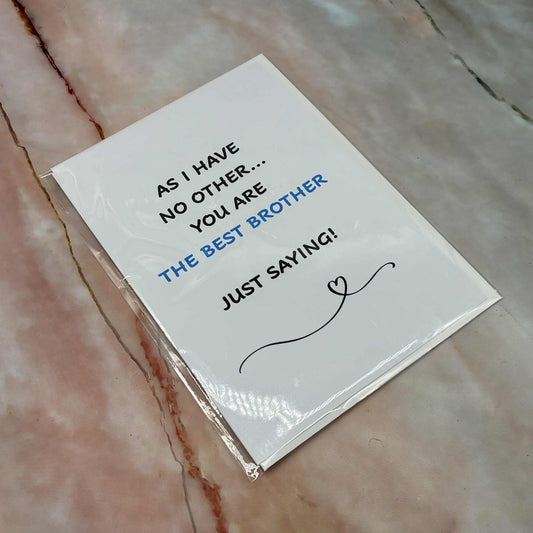 AS I HAVE
NO OTHER...
YOU ARE
THE BEST BROTHER
JUST SAYING!